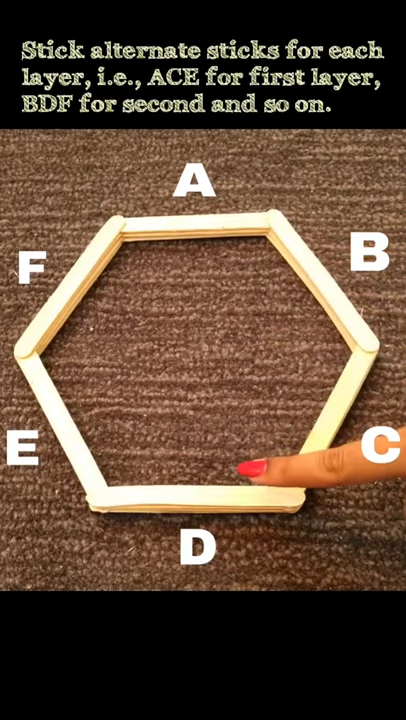 Stick alternate sticks for each
layer, i.e., ACE for first layer,
BDF for second and so on.
A
B
F
C
E
D